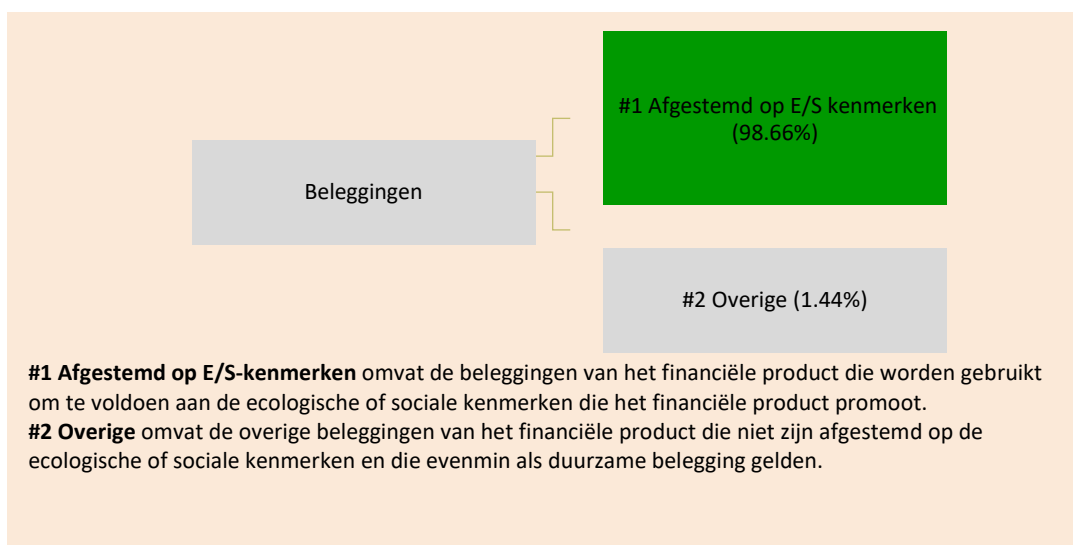 #1 Afgestemd op E/S kenmerken
(98.66%)
Beleggingen
#2 Overige (1.44%)
#1 Afgestemd op E/S-kenmerken omvat de beleggingen van het financiële product die worden gebruikt
om te voldoen aan de ecologische of sociale kenmerken die het financiële product promoot.
#2 Overige omvat de overige beleggingen van het financiële product die niet zijn afgestemd op de
ecologische of sociale kenmerken en die evenmin als duurzame belegging gelden.